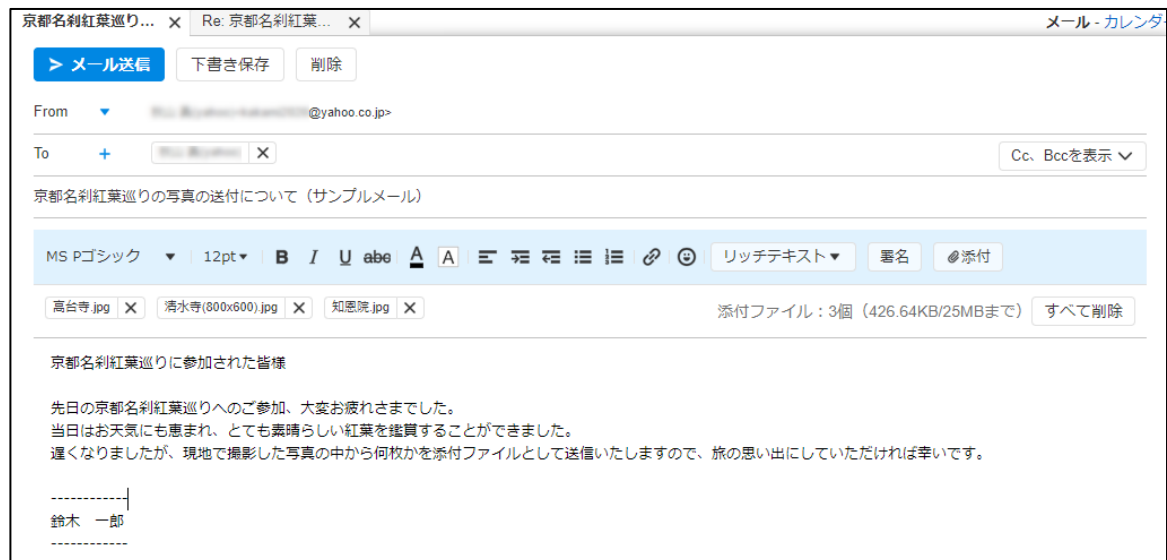 京都名刹紅葉巡り... × Re: 京都名刹紅葉... ×
メール - カレンダ
メール送信 下書き保存 削除
From @yahoo.co.jp>
To
Cc、Bccを表示
京都名刹紅葉巡りの写真の送付について（サンプルメール）
MS Pゴシック 12pt B I U abc A A リッチテキスト 署名 添付
高台寺.jpg 清水寺(800x600).jpg 知恩院.jpg
添付ファイル：3個（426.64KB/25MBまで） すべて削除
京都名刹紅葉巡りに参加された皆様
先日の京都名刹紅葉巡りへのご参加、大変お疲れさまでした。
当日はお天気にも恵まれ、とても素晴らしい紅葉を鑑賞することができました。
遅くなりましたが、現地で撮影した写真の中から何枚かを添付ファイルとして送信いたしますので、旅の思い出にしていただければ幸いです。
------------
鈴木　一郎
------------